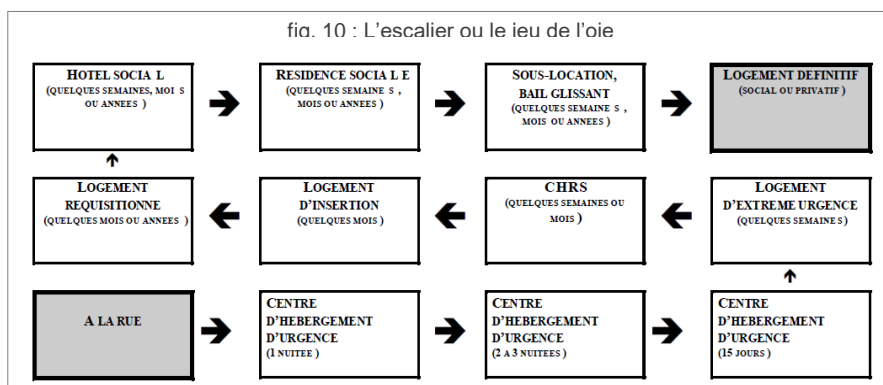 fig. 10 : L’escalier ou le jeu de l’oie
HOTEL SOCIA L
(QUELQUES SEMAINES, MOI S
OU ANNEES )
RESIDENCE SOCIA L E
(QUELQUES SEMAINE S ,
MOIS OU ANNEES )
SOUS-LOCATION,
BAIL GLISSANT
(QUELQUES SEMAINE S ,
MOIS OU ANNEES )
LOGEMENT DEFINITIF
(SOCIAL OU PRIVATIF )
LOGEMENT
REQUISITIONNE
(QUELQUES MOIS OU ANNEES )
LOGEMENT
D’INSERTION
(QUELQUES MOIS )
CHRS
(QUELQUES SEMAINES OU
MOIS )
LOGEMENT
D’EXTREME URGENCE
(QUELQUES SEMAINE S)
A LA RUE
CENTRE
D’HEBERGEMENT
D’URGENCE
(1 NUITEE )
CENTRE
D’HEBERGEMENT
D’URGENCE
(2 A 3 NUITEES )
CENTRE
D’HEBERGEMENT
D’URGENCE
(15 JOURS )